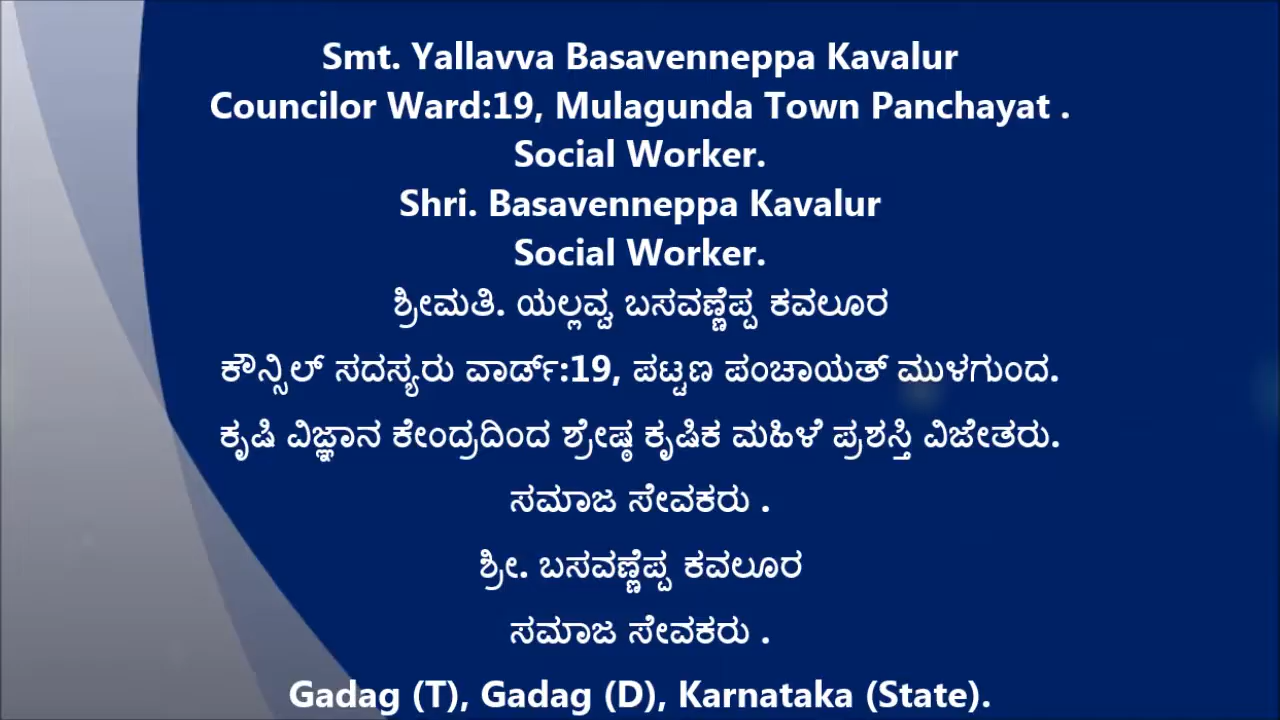 Smt. Yallavva Basavenneppa Kavalur
Councilor Ward:19, Mulagunda Town Panchayat .
Social Worker.
Shri. Basavenneppa Kavalur
Social Worker.
ಶ್ರೀಮತಿ. ಯಲ್ಲವ್ವ ಬಸವಣ್ಣೆಪ್ಪ ಕವಲೂರ
ಕೌನ್ಸಿಲ್ ಸದಸ್ಯರು ವಾರ್ಡ್:19, ಪಟ್ಟಣ ಪಂಚಾಯತ್ ಮುಳಗುಂದ.
ಕೃಷಿ ವಿಜ್ಞಾನ ಕೇಂದ್ರದಿಂದ ಶ್ರೇಷ್ಠ ಕೃಷಿಕ ಮಹಿಳೆ ಪ್ರಶಸ್ತಿ ವಿಜೇತರು.
ಸಮಾಜ ಸೇವಕರು .
ಶ್ರೀ. ಬಸವಣ್ಣೆಪ್ಪ ಕವಲೂರ
ಸಮಾಜ ಸೇವಕರು .
Gadag (T), Gadag (D), Karnataka (State).